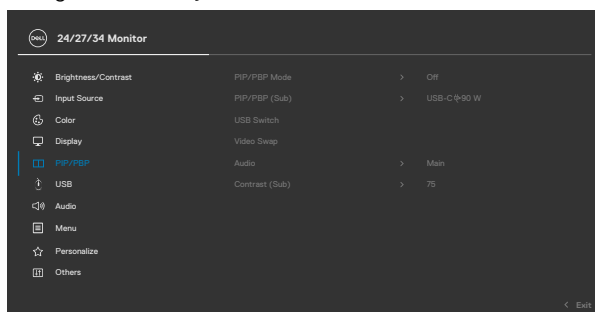 DELL 24/27/34 Monitor
Brightness/Contrast PIP/PBP Mode > Off
Input Source PIP/PBP (Sub) > USB-C 90 W
Color USB Switch
Display Video Swap
PIP/PBP Audio > Main
USB Contrast (Sub) > 75
Audio
Menu
Personalize
Others
< Exit